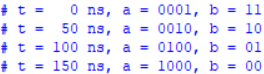 # t =   0 ns, a = 0001, b = 11
# t =  50 ns, a = 0010, b = 10
# t = 100 ns, a = 0100, b = 01
# t = 150 ns, a = 1000, b = 00